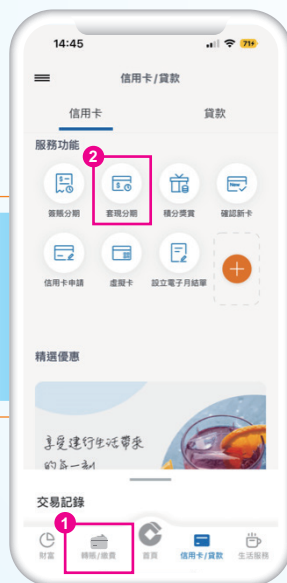 14:45
71
信用卡/貸款
信用卡
貸款
服務功能
2
簽賬分期
套現分期
積分獎賞
確認新卡
信用卡申請
虛擬卡
設立電子月結單
精選優惠
享受建行生活帶來
的每一刻
交易記錄
1
財富
轉賬/繳費
首頁
信用卡/貸款
生活服務